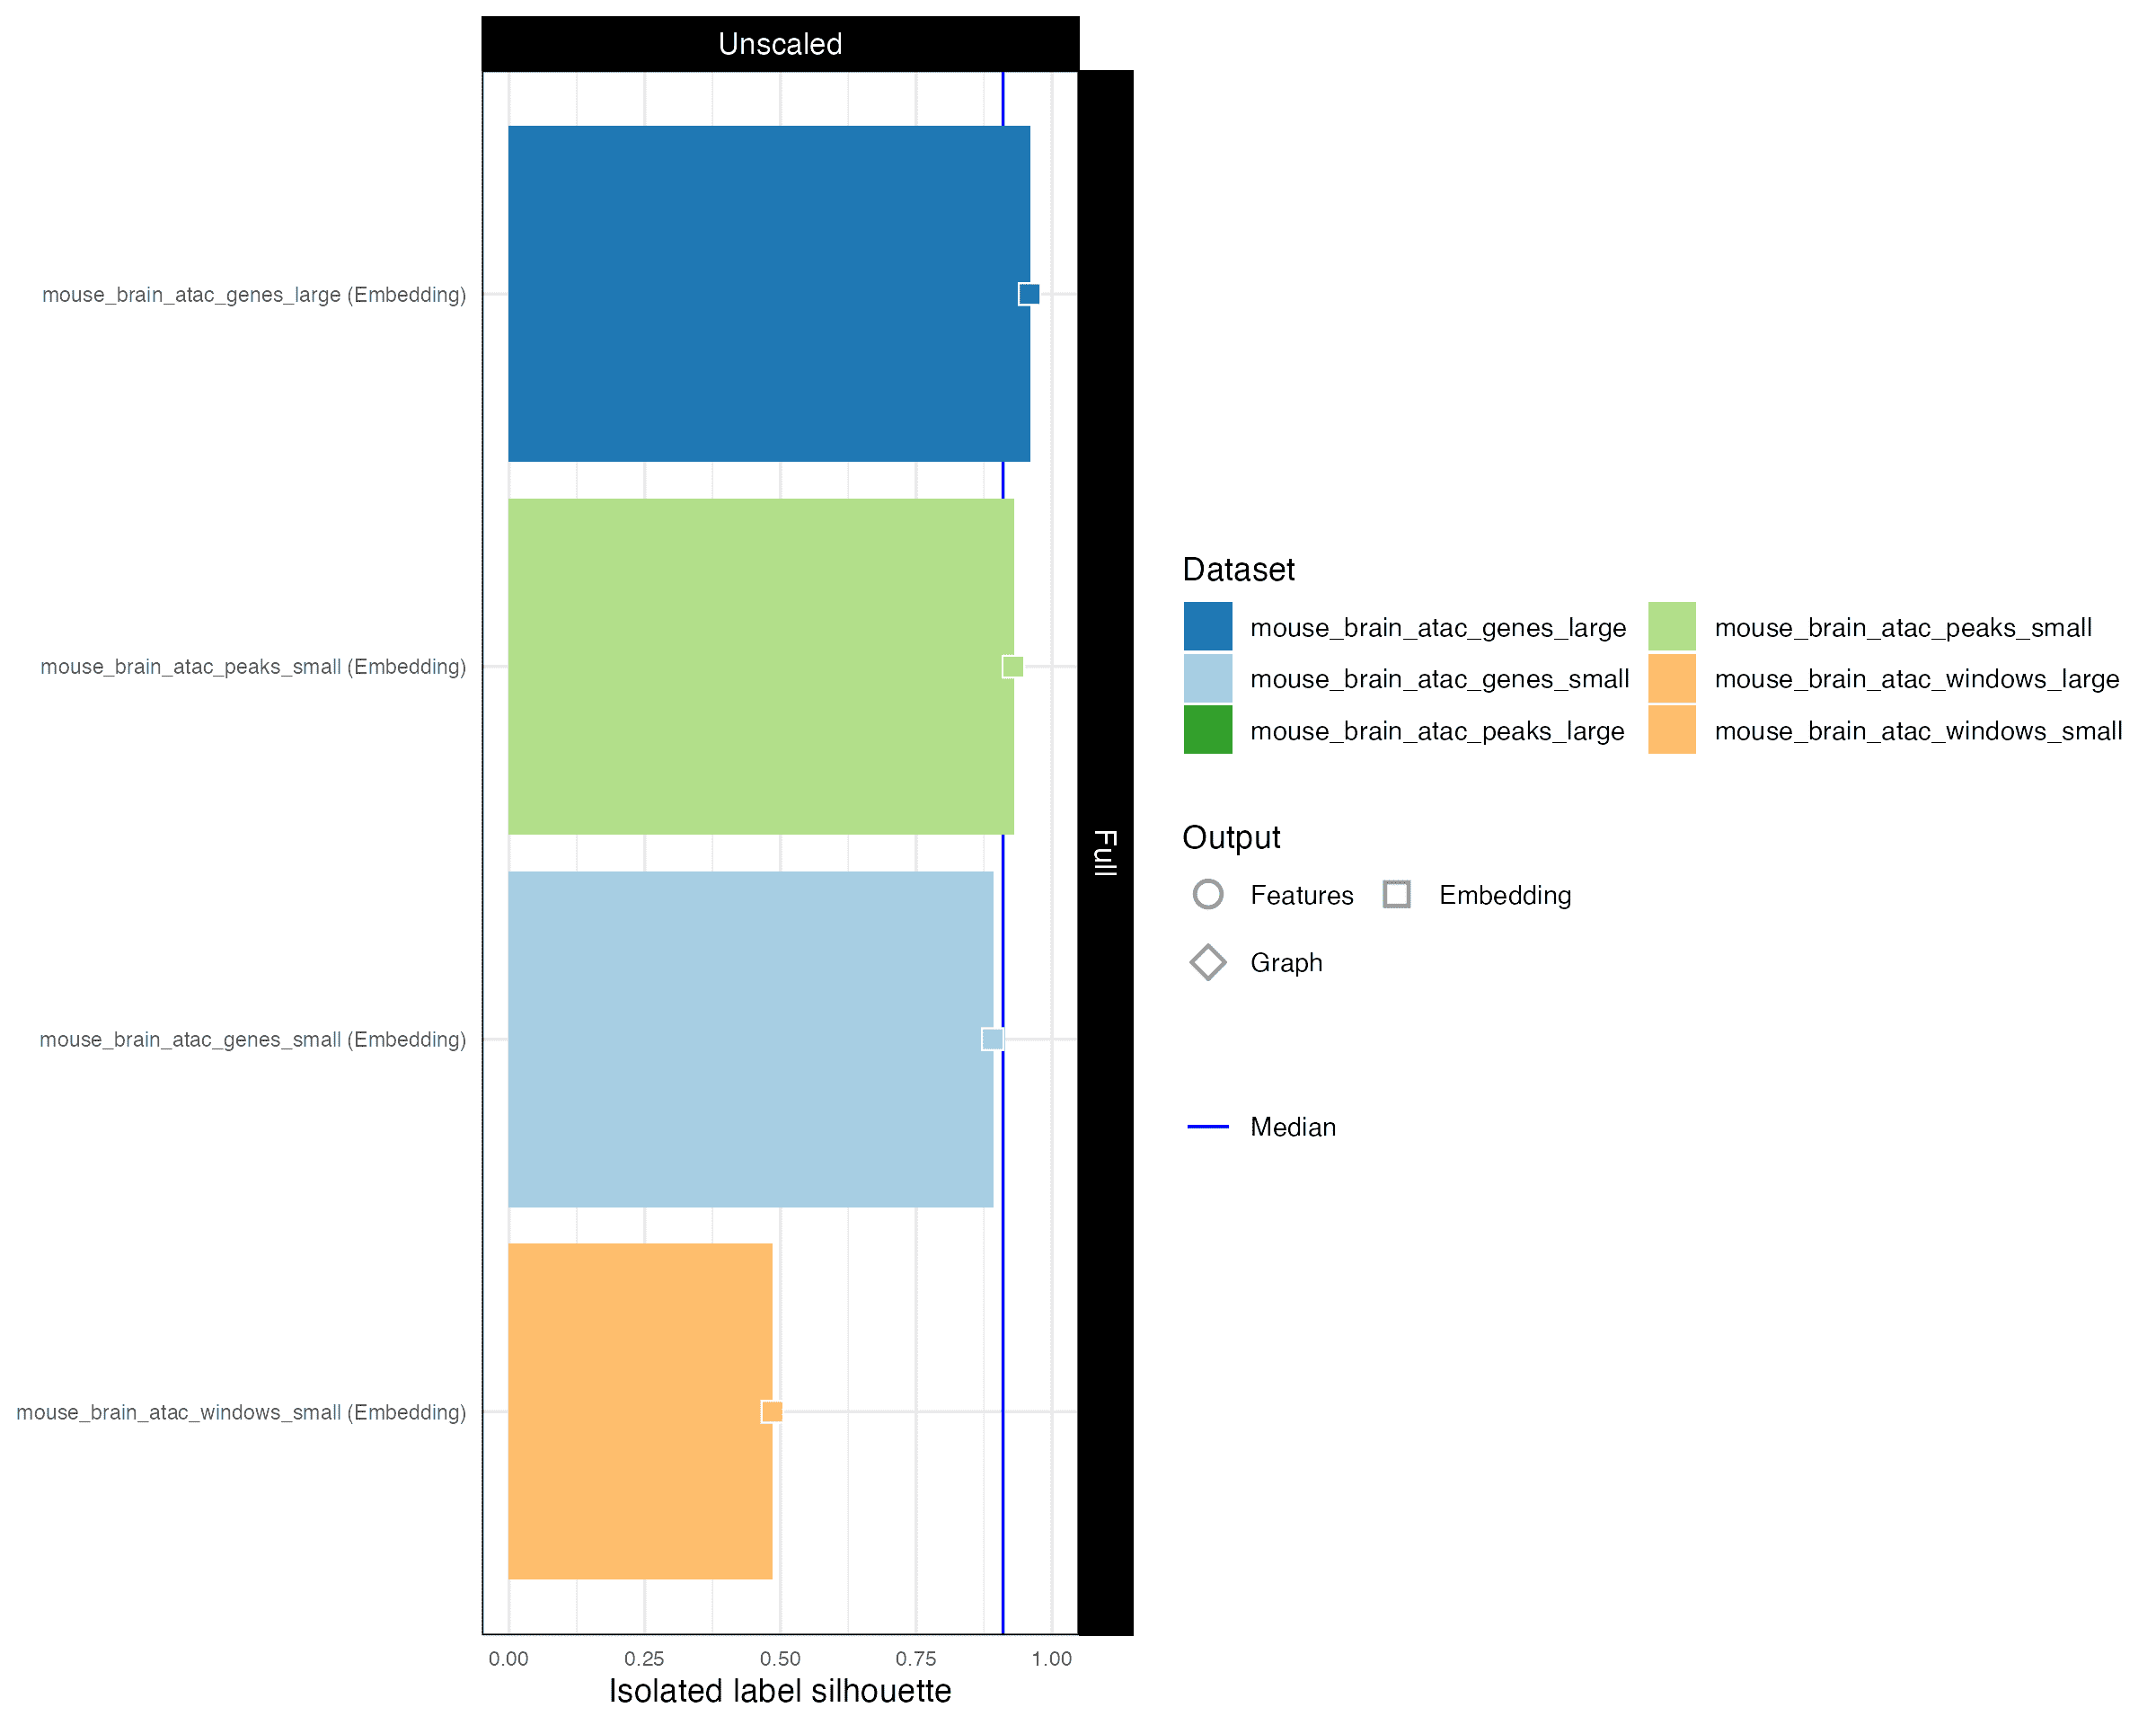 Unscaled
mouse_brain_atac_genes_large (Embedding)
mouse_brain_atac_peaks_small (Embedding)
mouse_brain_atac_genes_small (Embedding)
mouse_brain_atac_windows_small (Embedding)
Full
0.00 0.25 0.50 0.75 1.00
Isolated label silhouette
Dataset
mouse_brain_atac_genes_large mouse_brain_atac_peaks_small
mouse_brain_atac_genes_small mouse_brain_atac_windows_large
mouse_brain_atac_peaks_large mouse_brain_atac_windows_small
Output
Features Embedding
Graph
Median